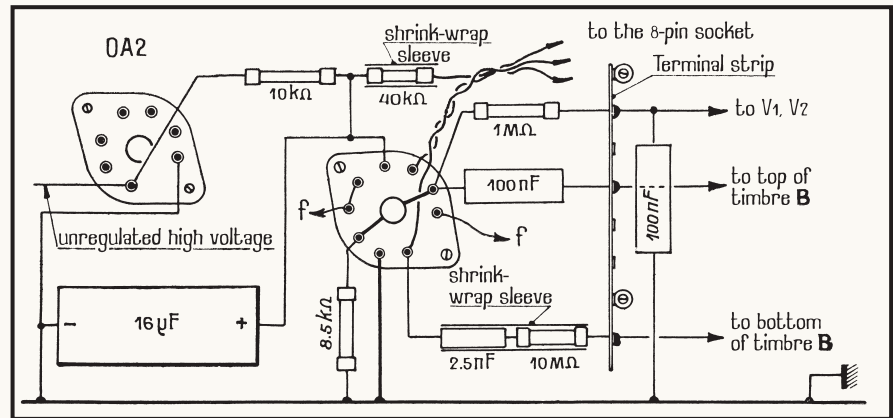 OA2
shrink-wrap
sleeve
to the 8-pin socket
Terminal strip
10kΩ
40kΩ
1MΩ
to V1, V2
100nF
to top of
timbre B
f
f
100nF
unregulated high voltage
shrink-
wrap sleeve
- 16µF +
8.5kΩ
2.5nF
10MΩ
to bottom
of timbre B